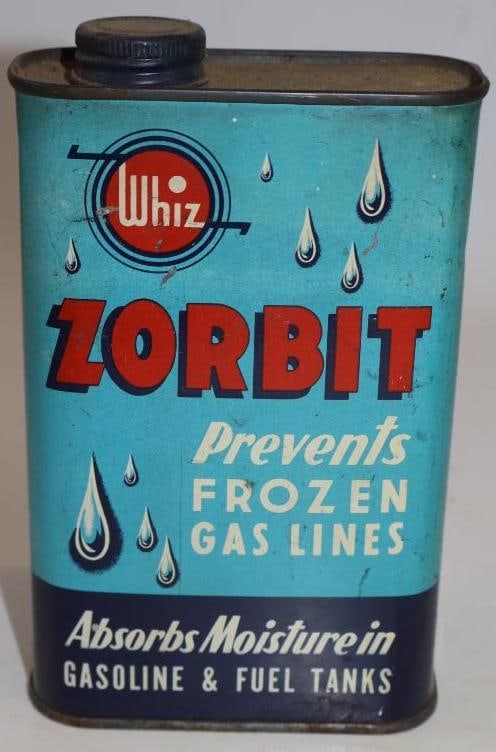 Whiz
ZORBIT
Prevents
FROZEN
GAS LINES
Absorbs Moisture in
GASOLINE & FUEL TANKS